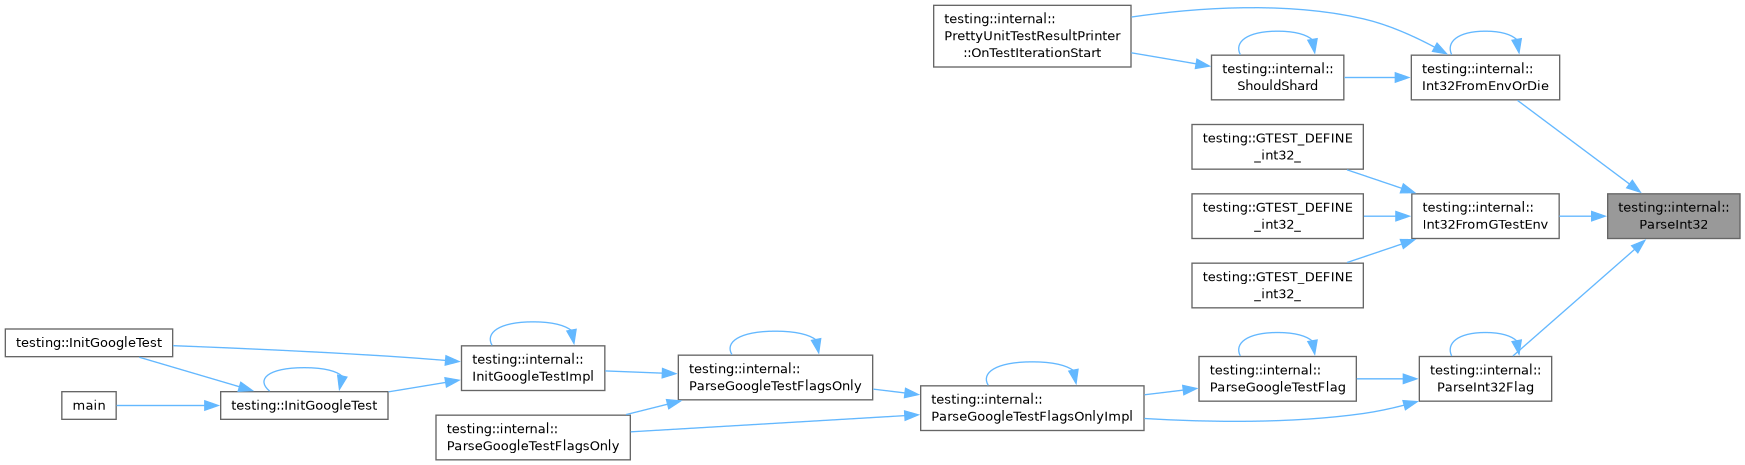 testing::internal::
PrettyUnitTestResultPrinter
::OnTestIterationStart
testing::internal::
ShouldShard
testing::internal::
Int32FromEnvOrDie
testing::GTEST_DEFINE
_int32_
testing::GTEST_DEFINE
_int32_
testing::internal::
Int32FromGTestEnv
testing::internal::
ParseInt32
testing::GTEST_DEFINE
_int32_
testing::InitGoogleTest
testing::internal::
InitGoogleTestImpl
testing::internal::
ParseGoogleTestFlagsOnly
testing::internal::
ParseGoogleTestFlag
testing::internal::
ParseInt32Flag
main
testing::InitGoogleTest
testing::internal::
ParseGoogleTestFlagsOnlyImpl
testing::internal::
ParseGoogleTestFlagsOnly